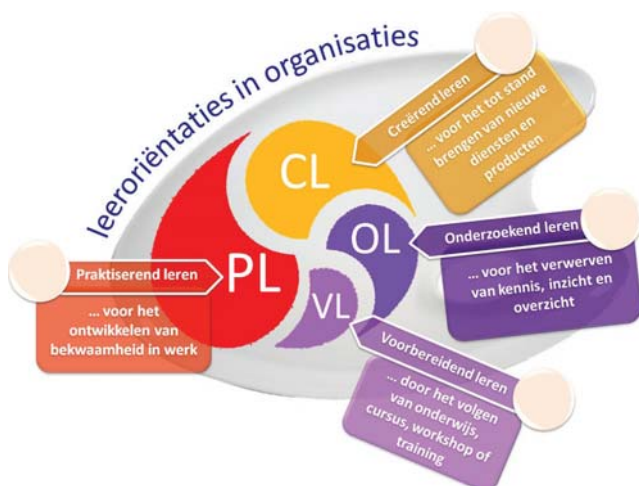 leeroriëntaties in organisaties
Creërend leren
... voor het tot stand
brengen van nieuwe
diensten en
producten
CL
OL
Onderzoekend leren
... voor het verwerven
van kennis, inzicht en
overzicht
Praktiserend leren
PL
... voor het
ontwikkelen van
bekwaamheid in werk
VL
Voorbereidend leren
... door het volgen
van onderwijs,
cursus, workshop of
training